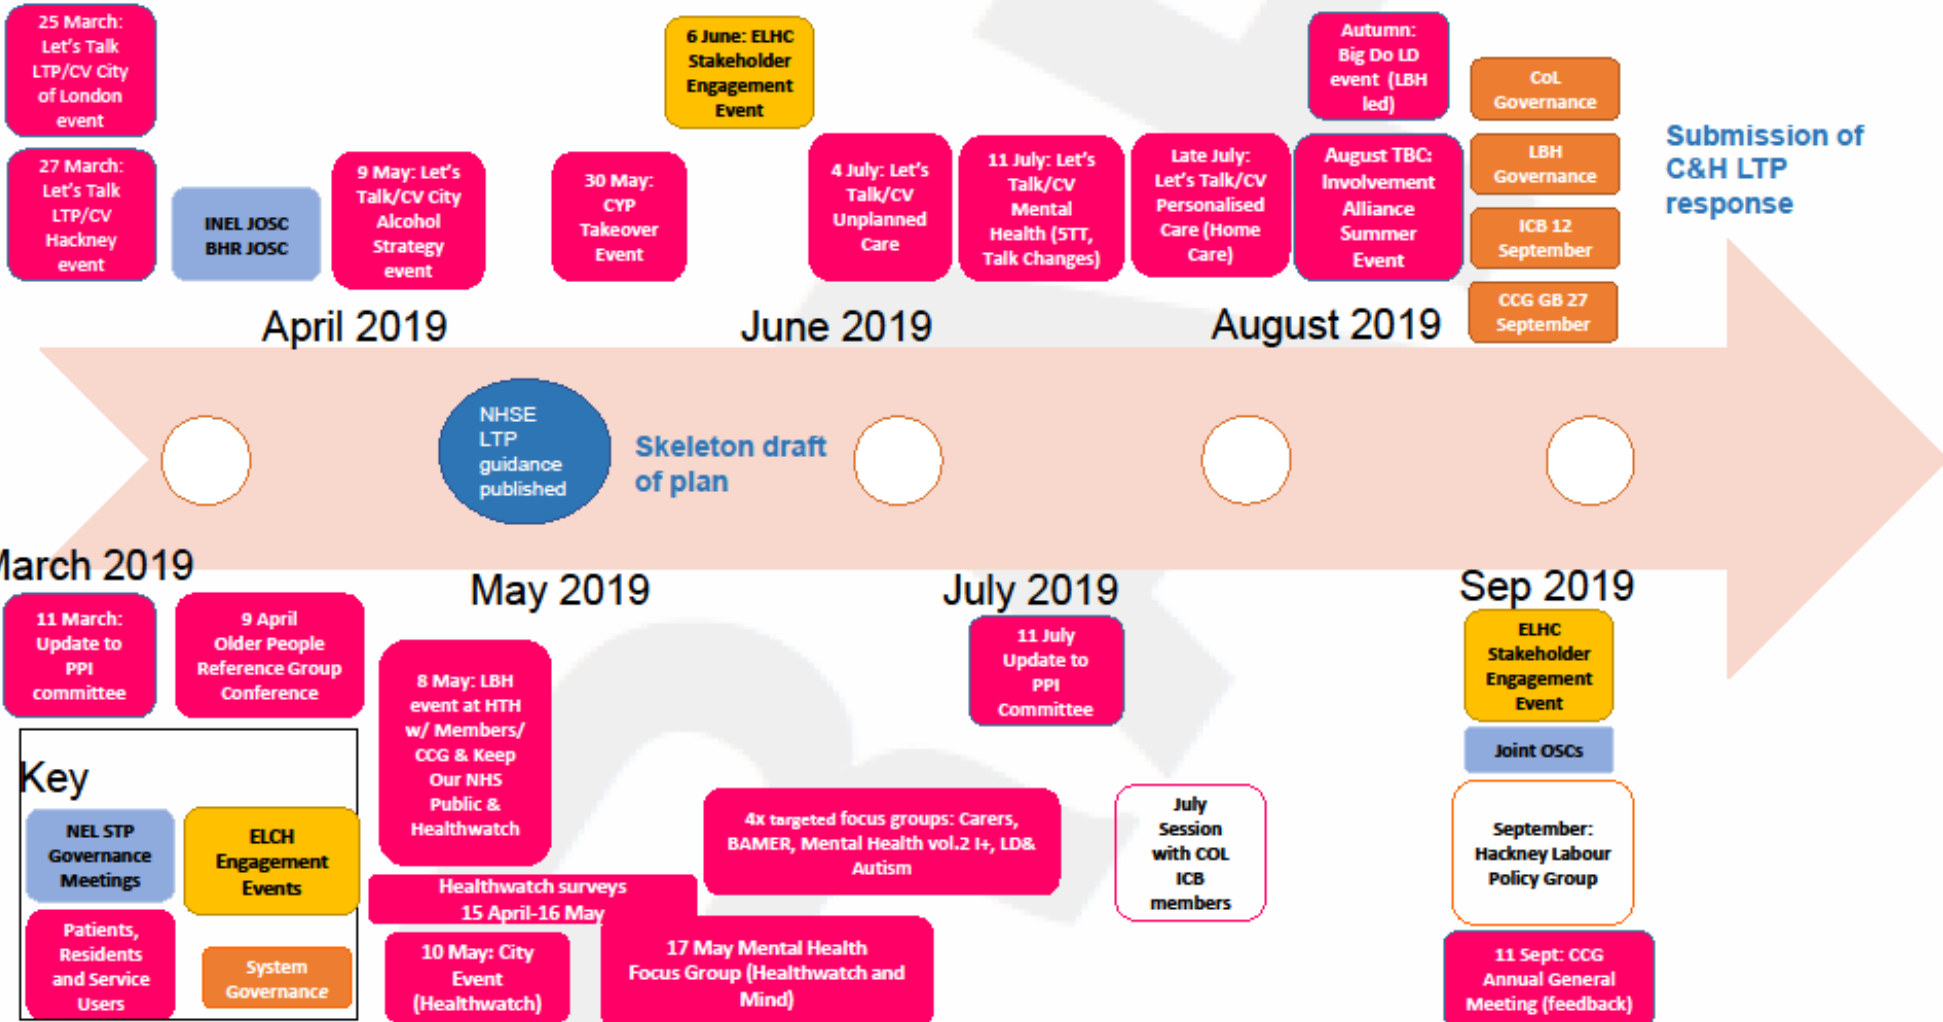 25 March:
Let's Talk
LTP/CV City
of London
event
27 March:
Let's Talk
LTP/CV
Hackney
event
INEL JOSC
BHR JOSC
9 May: Let's
Talk/CV City
Alcohol
Strategy
event
30 May:
CYP
Takeover
Event
6 June: ELHC
Stakeholder
Engagement
Event
4 July: Let's
Talk/CV
Unplanned
Care
11 July: Let's
Talk/CV
Mental
Health (5TT,
Talk Changes)
Late July:
Let's Talk/CV
Personalised
Care (Home
Care)
Autumn:
Big Do LD
event (LBH
led)
August TBC:
Involvement
Alliance
Summer
Event
CoL
Governance
LBH
Governance
ICB 12
September
CCG GB 27
September
Submission of
C&H LTP
response
April 2019
June 2019
August 2019
NHSE
LTP
guidance
published
Skeleton draft
of plan
March 2019
May 2019
July 2019
Sep 2019
11 March:
Update to
PPI
committee
9 April
Older People
Reference Group
Conference
8 May: LBH
event at HTH
w/ Members/
CCG & Keep
Our NHS
Public &
Healthwatch
Healthwatch surveys
15 April-16 May
10 May: City
Event
(Healthwatch)
17 May Mental Health
Focus Group (Healthwatch and
Mind)
4x targeted focus groups: Carers,
BAMER, Mental Health vol.2 I+, LD&
Autism
11 July
Update to
PPI
Committee
July
Session
with COL
ICB
members
ELHC
Stakeholder
Engagement
Event
Joint OSCs
September:
Hackney Labour
Policy Group
11 Sept: CCG
Annual General
Meeting (feedback)
Key
NEL STP
Governance
Meetings
ELCH
Engagement
Events
Patients,
Residents
and Service
Users
System
Governance